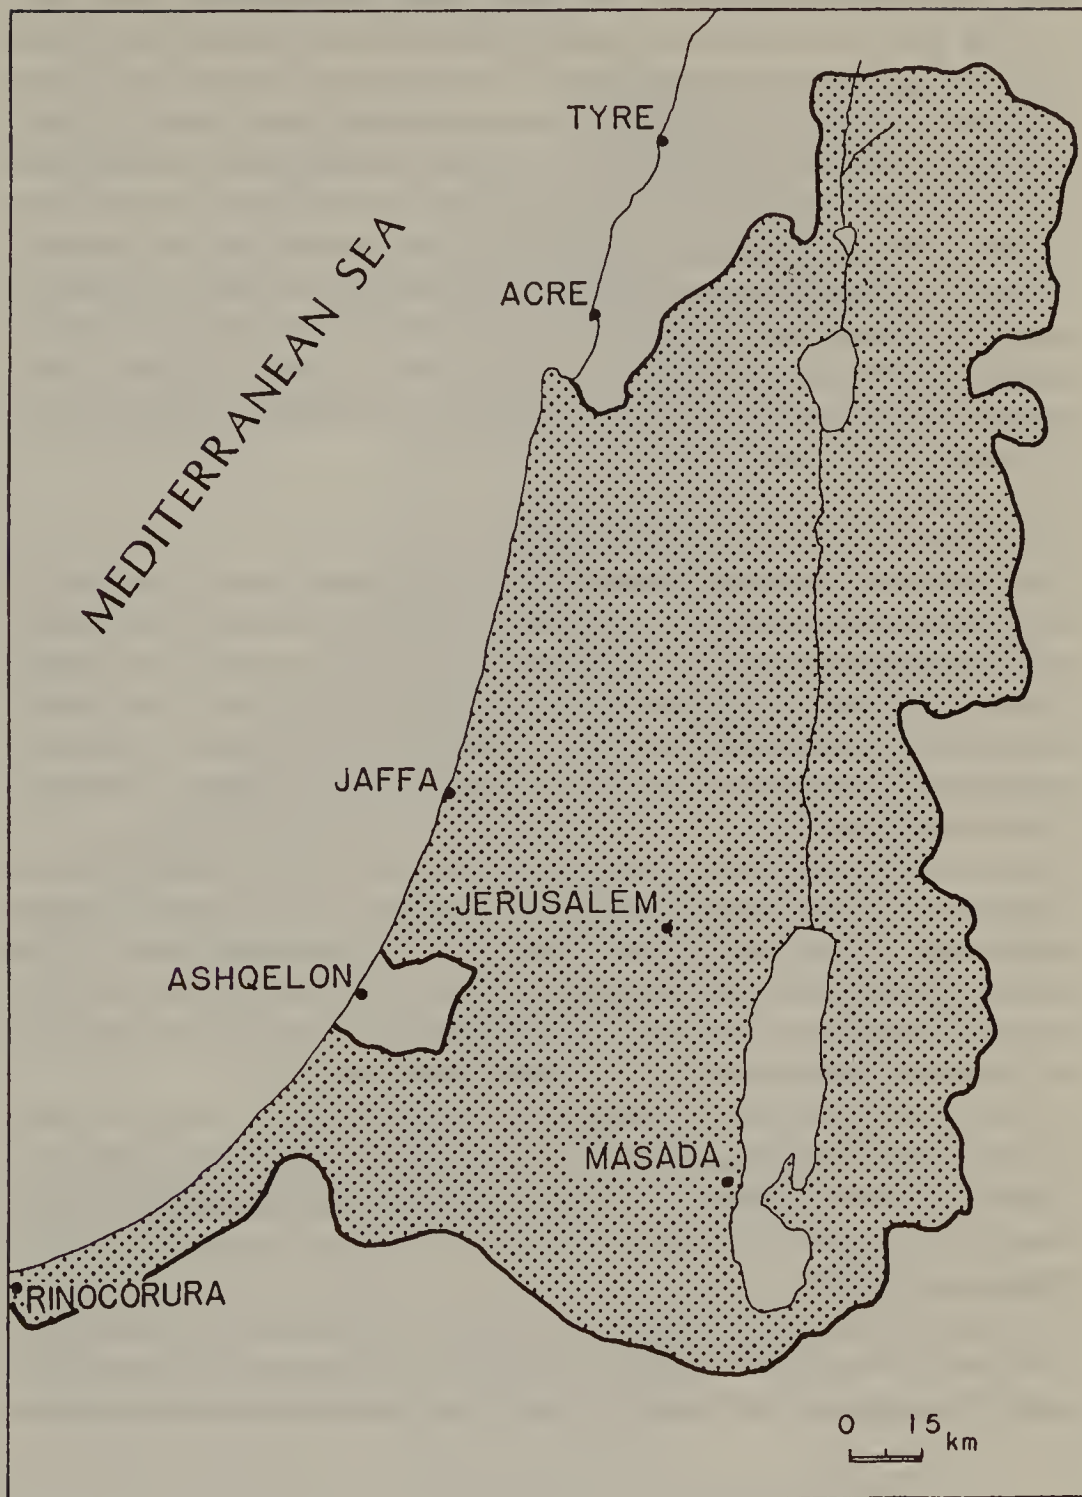 TYRE
MEDITERRANEAN SEA
ACRE
JAFFA
JERUSALEM
ASHQELON
MASADA
RINOCORURA
0 15 km